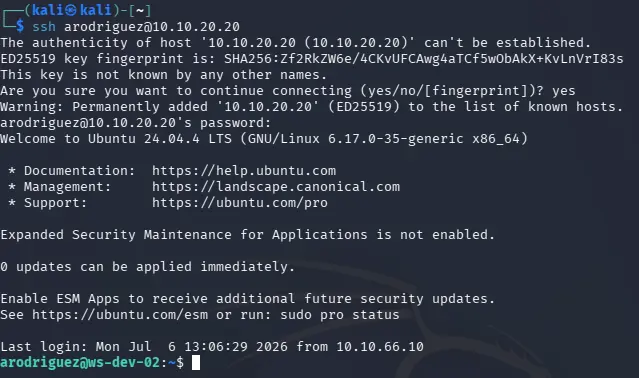 ┌──(kali㉿kali)-[~]
└─$ ssh arodriguez@10.10.20.20
The authenticity of host '10.10.20.20 (10.10.20.20)' can't be established.
ED25519 key fingerprint is: SHA256:Zf2RkZW6e/4CKvUFCAwg4aTCf5wObAkX+KvLnVrI83s
This key is not known by any other names.
Are you sure you want to continue connecting (yes/no/[fingerprint])? yes
Warning: Permanently added '10.10.20.20' (ED25519) to the list of known hosts.
arodriguez@10.10.20.20's password:
Welcome to Ubuntu 24.04.4 LTS (GNU/Linux 6.17.0-35-generic x86_64)

 * Documentation:  https://help.ubuntu.com
 * Management:     https://landscape.canonical.com
 * Support:        https://ubuntu.com/pro

Expanded Security Maintenance for Applications is not enabled.

0 updates can be applied immediately.

Enable ESM Apps to receive additional future security updates.
See https://ubuntu.com/esm or run: sudo pro status

Last login: Mon Jul  6 13:06:29 2026 from 10.10.66.10
arodriguez@ws-dev-02:~$